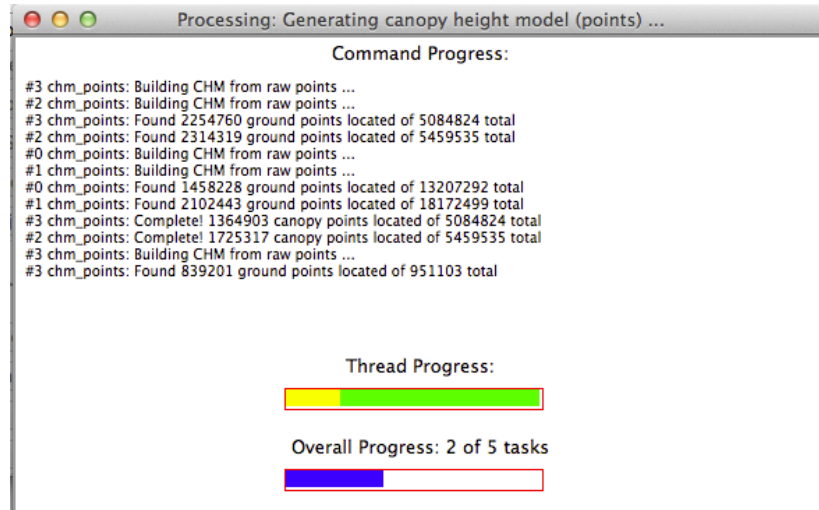 Processing: Generating canopy height model (points) ...
Command Progress:
#3 chm_points: Building CHM from raw points ...
#2 chm_points: Building CHM from raw points ...
#3 chm_points: Found 2254760 ground points located of 5084824 total
#2 chm_points: Found 2314319 ground points located of 5459535 total
#0 chm_points: Building CHM from raw points ...
#1 chm_points: Building CHM from raw points ...
#0 chm_points: Found 1458228 ground points located of 13207292 total
#1 chm_points: Found 2102443 ground points located of 18172499 total
#3 chm_points: Complete! 1364903 canopy points located of 5084824 total
#2 chm_points: Complete! 1725317 canopy points located of 5459535 total
#3 chm_points: Building CHM from raw points ...
#3 chm_points: Found 839201 ground points located of 951103 total
Thread Progress:
Overall Progress: 2 of 5 tasks